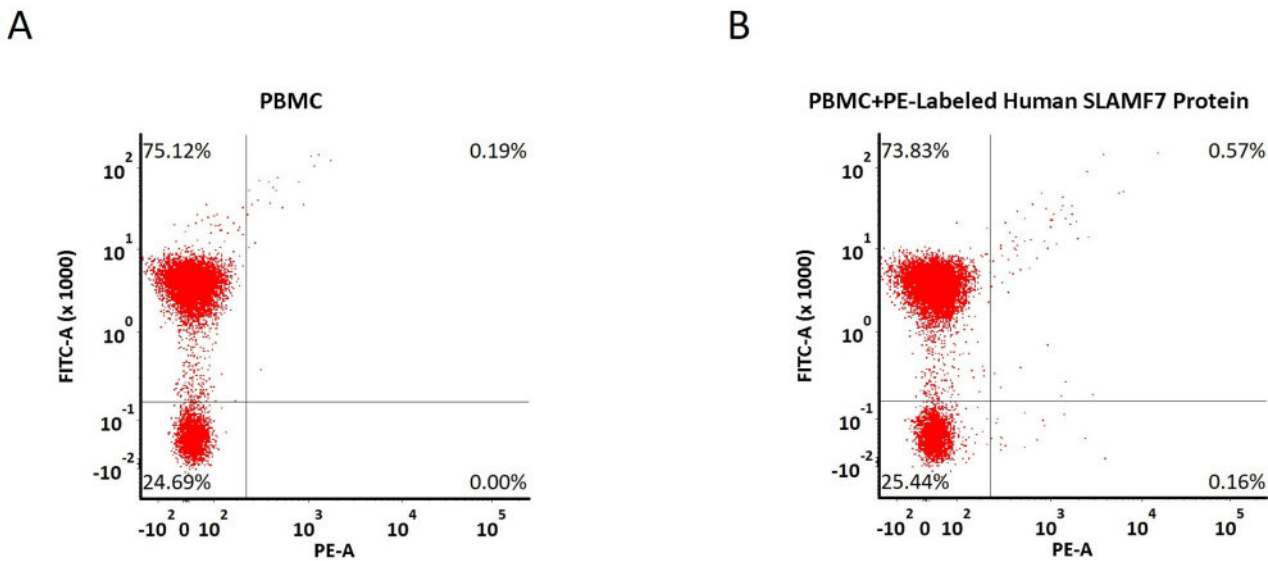 A
B
PBMC
PBMC+PE-Labeled Human SLAMF7 Protein
75.12%
0.19%
24.69%
0.00%
10^2
10^1
10^0
10^-1
-10^-2
FITC-A (x 1000)
-10^2 0 10^2 10^3 10^4 10^5
PE-A
73.83%
0.57%
25.44%
0.16%
10^2
10^1
10^0
10^-1
-10^-2
FITC-A (x 1000)
-10^2 0 10^2 10^3 10^4 10^5
PE-A